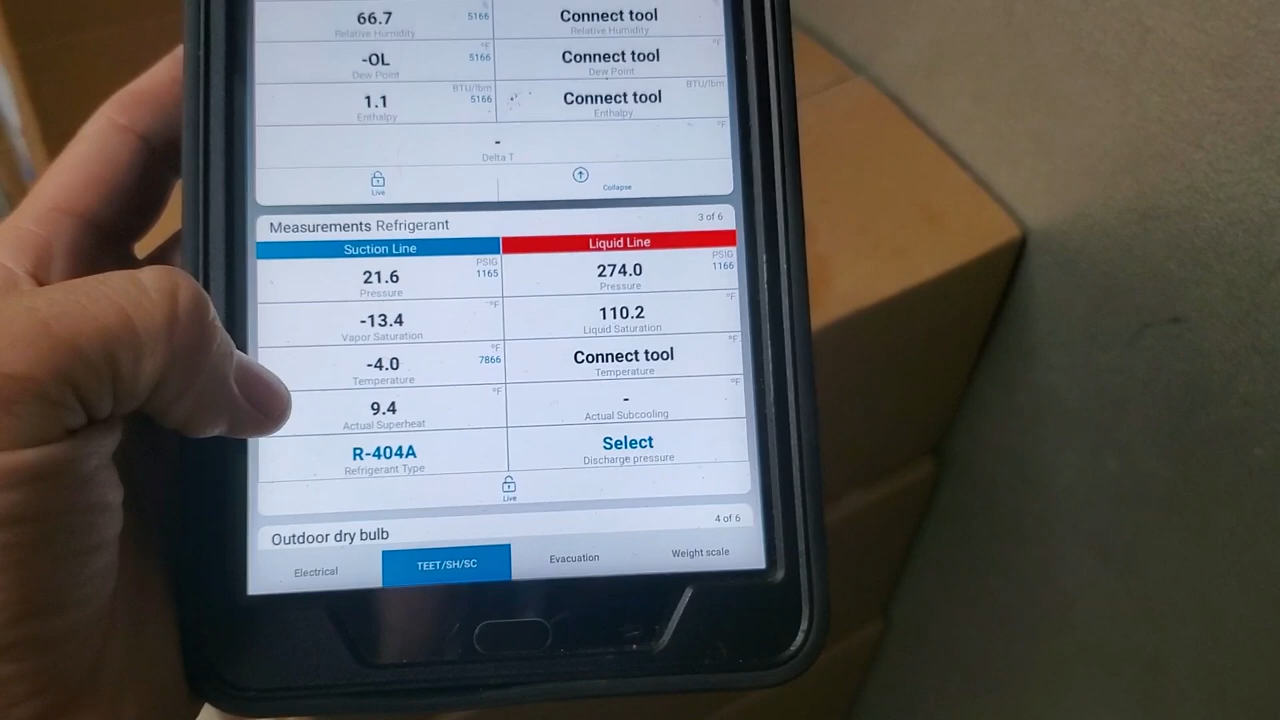 66.7 5166 Connect tool
Relative Humidity Relative Humidity
°F °F
-OL 5166 Connect tool
Dew Point Dew Point
BTU/lbm BTU/lbm
1.1 5166 Connect tool
Enthalpy Enthalpy
°F
-
Delta T
Live Collapse
Measurements Refrigerant 3 of 6
Suction Line Liquid Line
PSIG PSIG
21.6 1165 274.0 1166
Pressure Pressure
°F °F
-13.4 110.2
Vapor Saturation Liquid Saturation
°F °F
-4.0 7866 Connect tool
Temperature Temperature
°F °F
9.4 -
Actual Superheat Actual Subcooling
R-404A Select
Refrigerant Type Discharge pressure
Live
Outdoor dry bulb 4 of 6
Electrical TEET/SH/SC Evacuation Weight scale